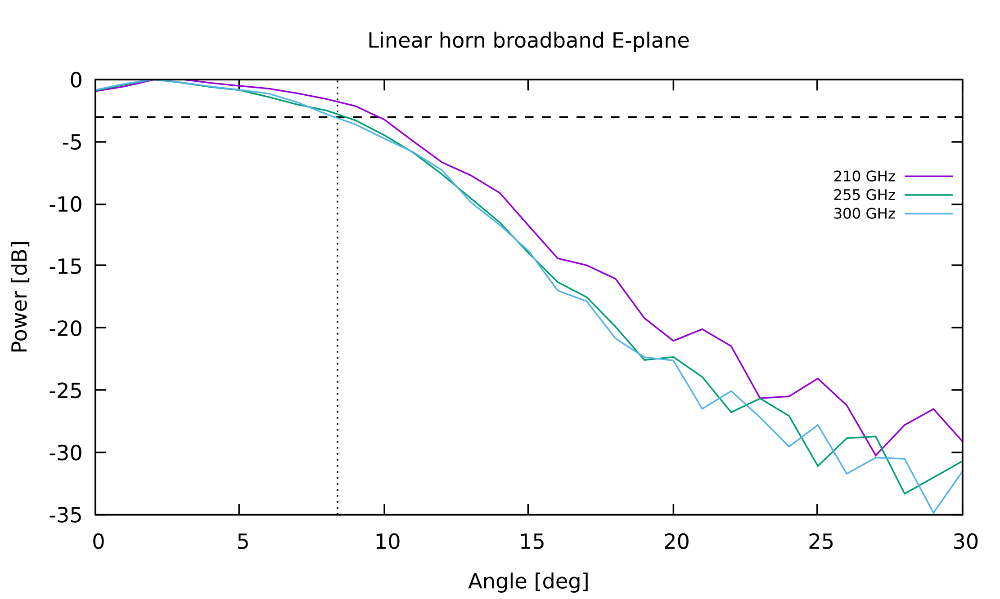 Linear horn broadband E-plane
0
-5
-10
-15
-20
-25
-30
-35
Power [dB]
210 GHz
255 GHz
300 GHz
0 5 10 15 20 25 30
Angle [deg]